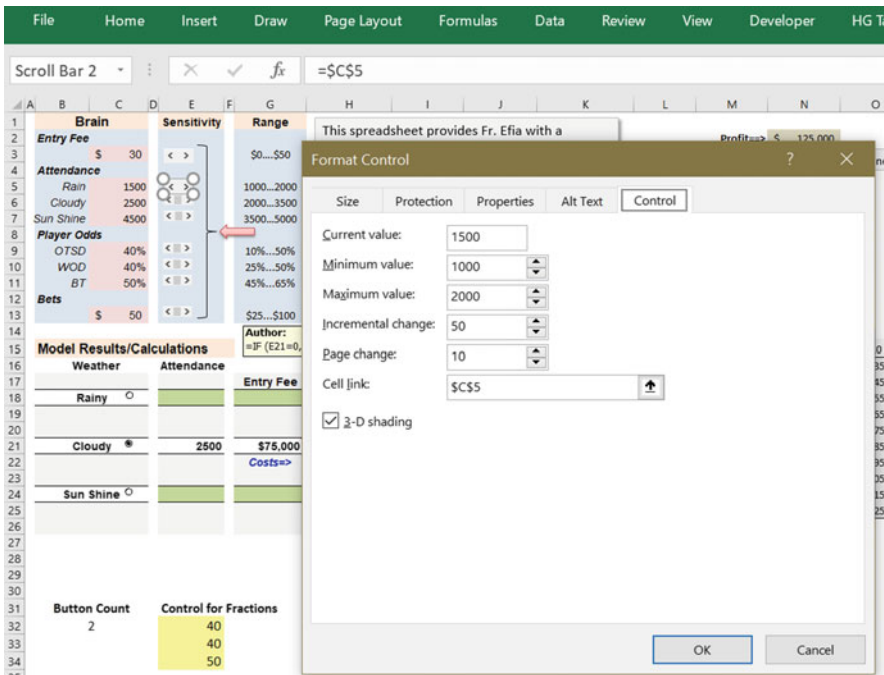 File Home Insert Draw Page Layout Formulas Data Review View Developer HG
Scroll Bar 2 fx =$C$5
A B C D E F G H I J K L M N O
1 Brain Sensitivity Range This spreadsheet provides Fr. Efia with a
2 Entry Fee Profit==> $ 125,000
3 $ 30 < > $0....$50
Format Control ? ×
4 Attendance
5 Rain 1500 < > 1000...2000
6 Cloudy 2500 2000...3500
7 Sun Shine 4500 < > 3500...5000
8 Player Odds
9 OTSD 40% < > 10%...50%
10 WOD 40% < > 25%...50%
11 BT 50% < > 45%...65%
12 Bets
13 $ 50 < > $25...$100
14 Author:
15 Model Results/Calculations =IF (E21=0,
16 Weather Attendance
17 Entry Fee
18 Rainy
19
20
21 Cloudy 2500 $75,000
22 Costs=>
23
24 Sun Shine
25
26
27
28
29
30
31 Button Count Control for Fractions
32 2 40
33 40
34 50
Size Protection Properties Alt Text Control
Current value: 1500
Minimum value: 1000
Maximum value: 2000
Incremental change: 50
Page change: 10
Cell link: $C$5
3-D shading
OK Cancel